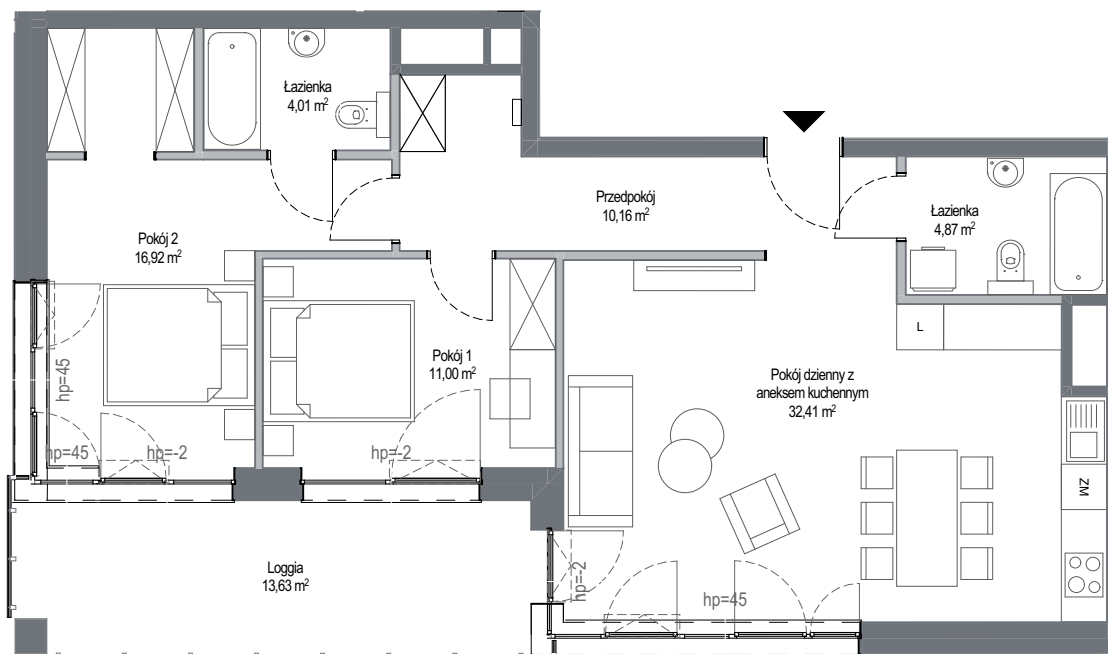 Łazienka
4,01 m²
Przedpokój
10,16 m²
Łazienka
4,87 m²
Pokój 2
16,92 m²
L
Pokój 1
11,00 m²
Pokój dzienny z
aneksem kuchennym
32,41 m²
hp=45
hp=45
hp=-2
hp=-2
ZM
Loggia
13,63 m²
hp=-2
hp=45